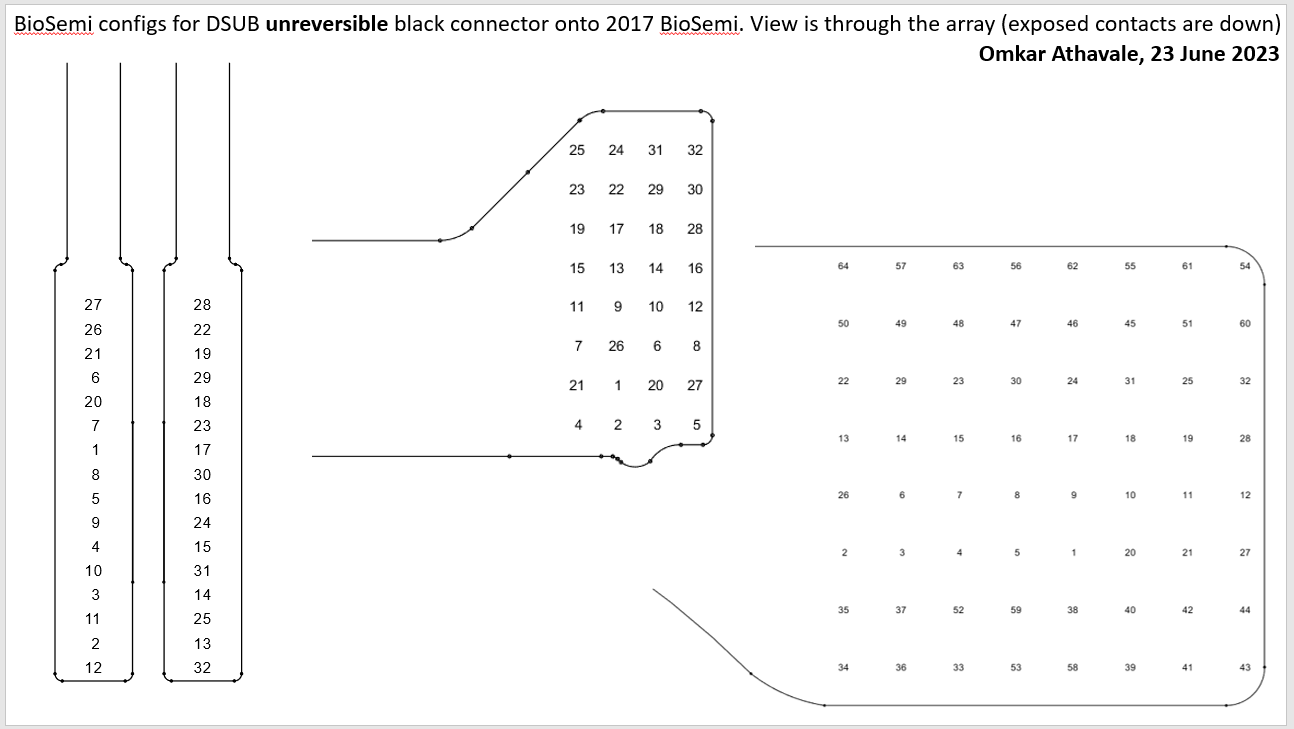 BioSemi configs for DSUB unreversible black connector onto 2017 BioSemi. View is through the array (exposed contacts are down)
Omkar Athavale, 23 June 2023
27
26
21
6
20
7
1
8
5
9
4
10
3
11
2
12
28
22
19
29
18
23
17
30
16
24
15
31
14
25
13
32
25 24 31 32
23 22 29 30
19 17 18 28
15 13 14 16
11 9 10 12
7 26 6 8
21 1 20 27
4 2 3 5
64 57 63 56 62 55 61 54
50 49 48 47 46 45 51 60
22 29 23 30 24 31 25 32
13 14 15 16 17 18 19 28
26 6 7 8 9 10 11 12
2 3 4 5 1 20 21 27
35 37 52 59 38 40 42 44
34 36 33 53 58 39 41 43